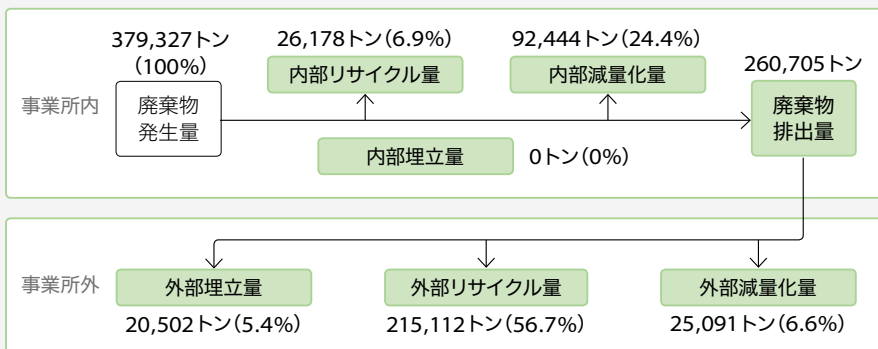 379,327トン
(100%)
26,178トン(6.9%)
92,444トン(24.4%)
260,705トン
内部リサイクル量
内部減量化量
事業所内
廃棄物
発生量
廃棄物
排出量
内部埋立量
0トン(0%)
事業所外
外部埋立量
外部リサイクル量
外部減量化量
20,502トン(5.4%)
215,112トン(56.7%)
25,091トン(6.6%)